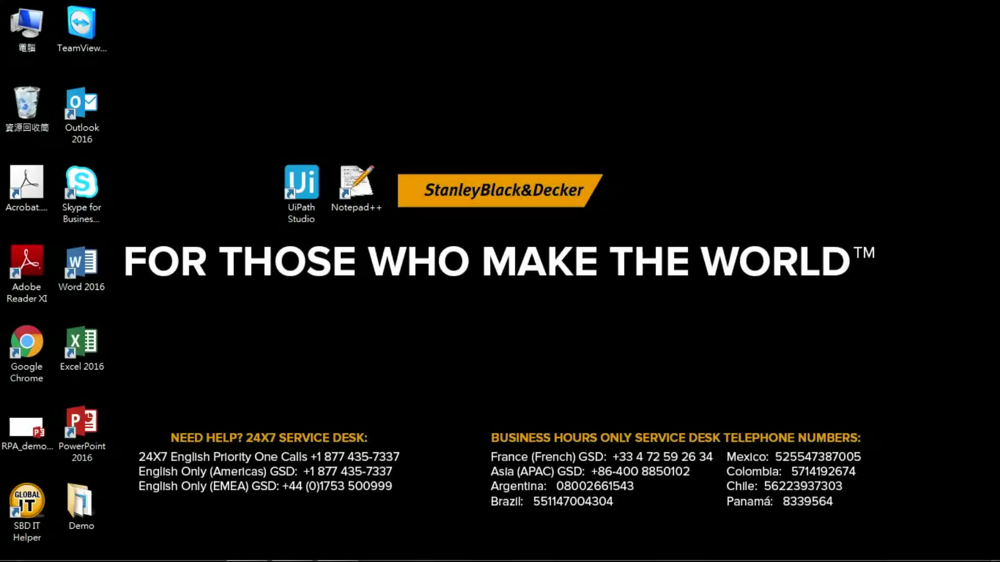 電腦
TeamView...
資源回收筒
Outlook
2016
Acrobat....
Skype for
Busines...
UiPath
Studio
Notepad++
StanleyBlack&Decker
FOR THOSE WHO MAKE THE WORLD™
Adobe
Reader XI
Word 2016
Google
Chrome
Excel 2016
RPA_demo...
PowerPoint
2016
GLOBAL
IT
SBD IT
Helper
Demo
NEED HELP? 24X7 SERVICE DESK:
24X7 English Priority One Calls +1 877 435-7337
English Only (Americas) GSD: +1 877 435-7337
English Only (EMEA) GSD: +44 (0)1753 500999
BUSINESS HOURS ONLY SERVICE DESK TELEPHONE NUMBERS:
France (French) GSD: +33 4 72 59 26 34
Asia (APAC) GSD: +86-400 8850102
Argentina: 08002661543
Brazil: 551147004304
Mexico: 525547387005
Colombia: 5714192674
Chile: 56223937303
Panamá: 8339564